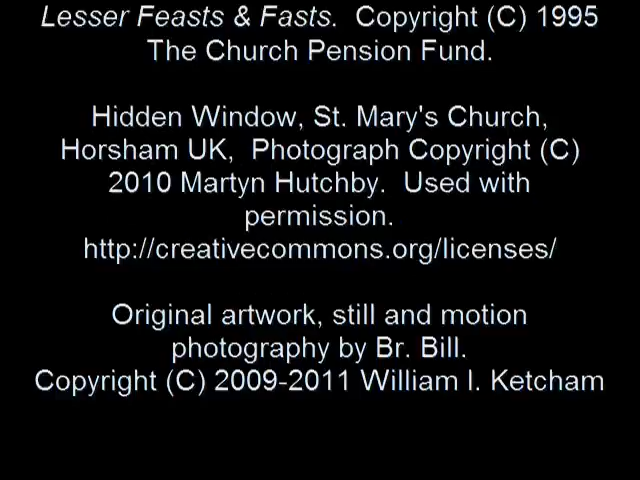 Lesser Feasts & Fasts.  Copyright (C) 1995
The Church Pension Fund.
Hidden Window, St. Mary's Church,
Horsham UK,  Photograph Copyright (C)
2010 Martyn Hutchby.  Used with
permission.
http://creativecommons.org/licenses/
Original artwork, still and motion
photography by Br. Bill.
Copyright (C) 2009-2011 William I. Ketcham